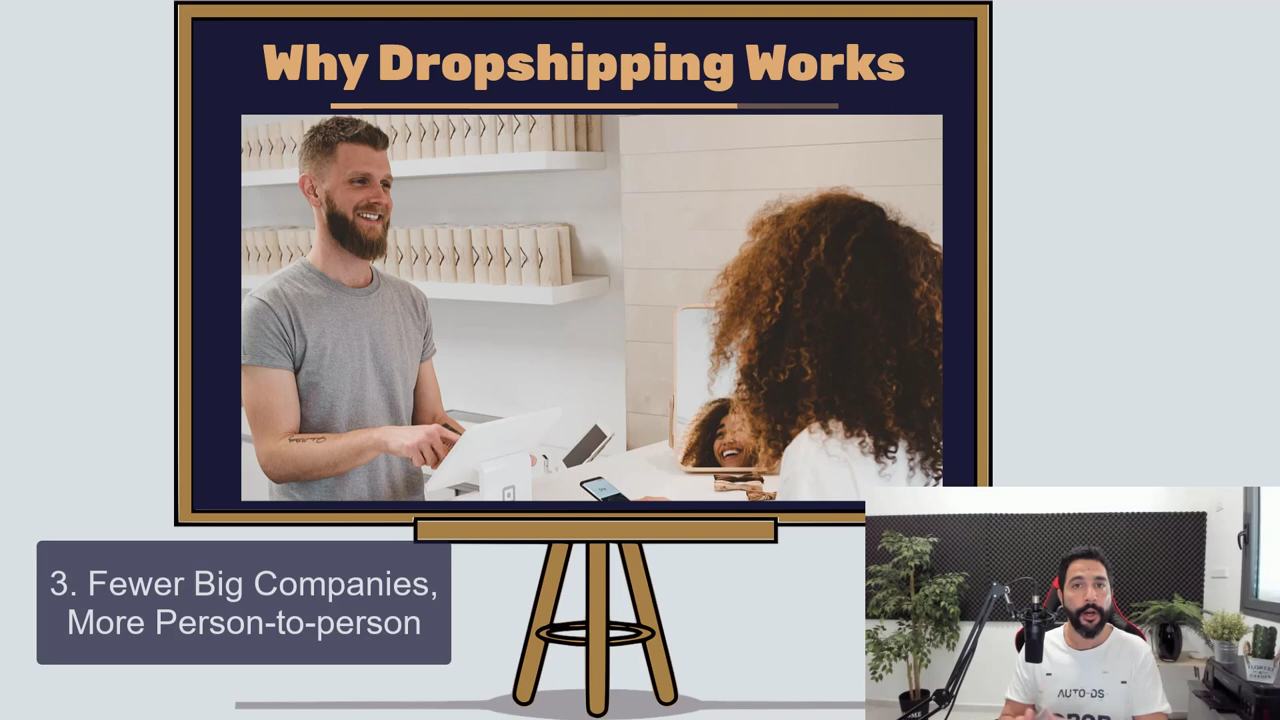 Why Dropshipping Works
3. Fewer Big Companies,
More Person-to-person
AUTO-DS